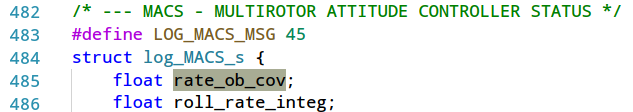 482 /* --- MACS - MULTIROTOR ATTITUDE CONTROLLER STATUS */
483 #define LOG_MACS_MSG 45
484 struct log_MACS_s {
485 float rate_ob_cov;
486 float roll_rate_integ;